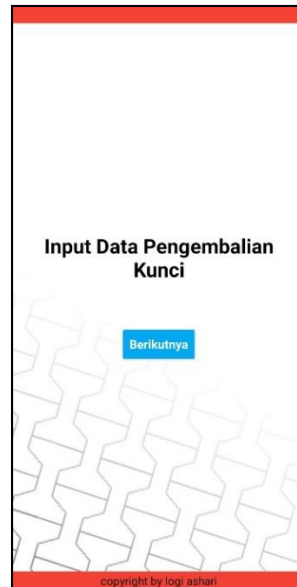 Input Data Pengembalian
Kunci
Berikutnya
copyright by logi ashari